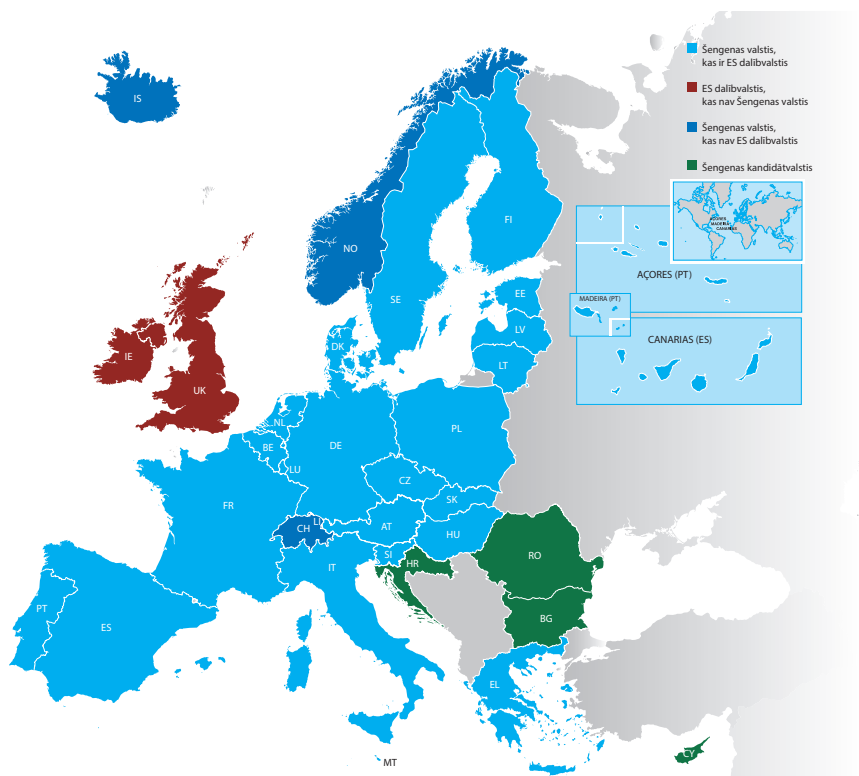 Šengenas valstis,
kas ir ES dalībvalstis
ES dalībvalstis,
kas nav Šengenas valstis
Šengenas valstis,
kas nav ES dalībvalstis
Šengenas kandidātvalstis
IS
NO
SE
FI
EE
LV
LT
DK
IE
UK
NL
BE
LU
DE
PL
CZ
SK
FR
CH
LI
AT
HU
SI
HR
RO
IT
BG
PT
ES
EL
MT
CY
AÇORES
MADEIRA
CANARIAS
AÇORES (PT)
MADEIRA (PT)
CANARIAS (ES)